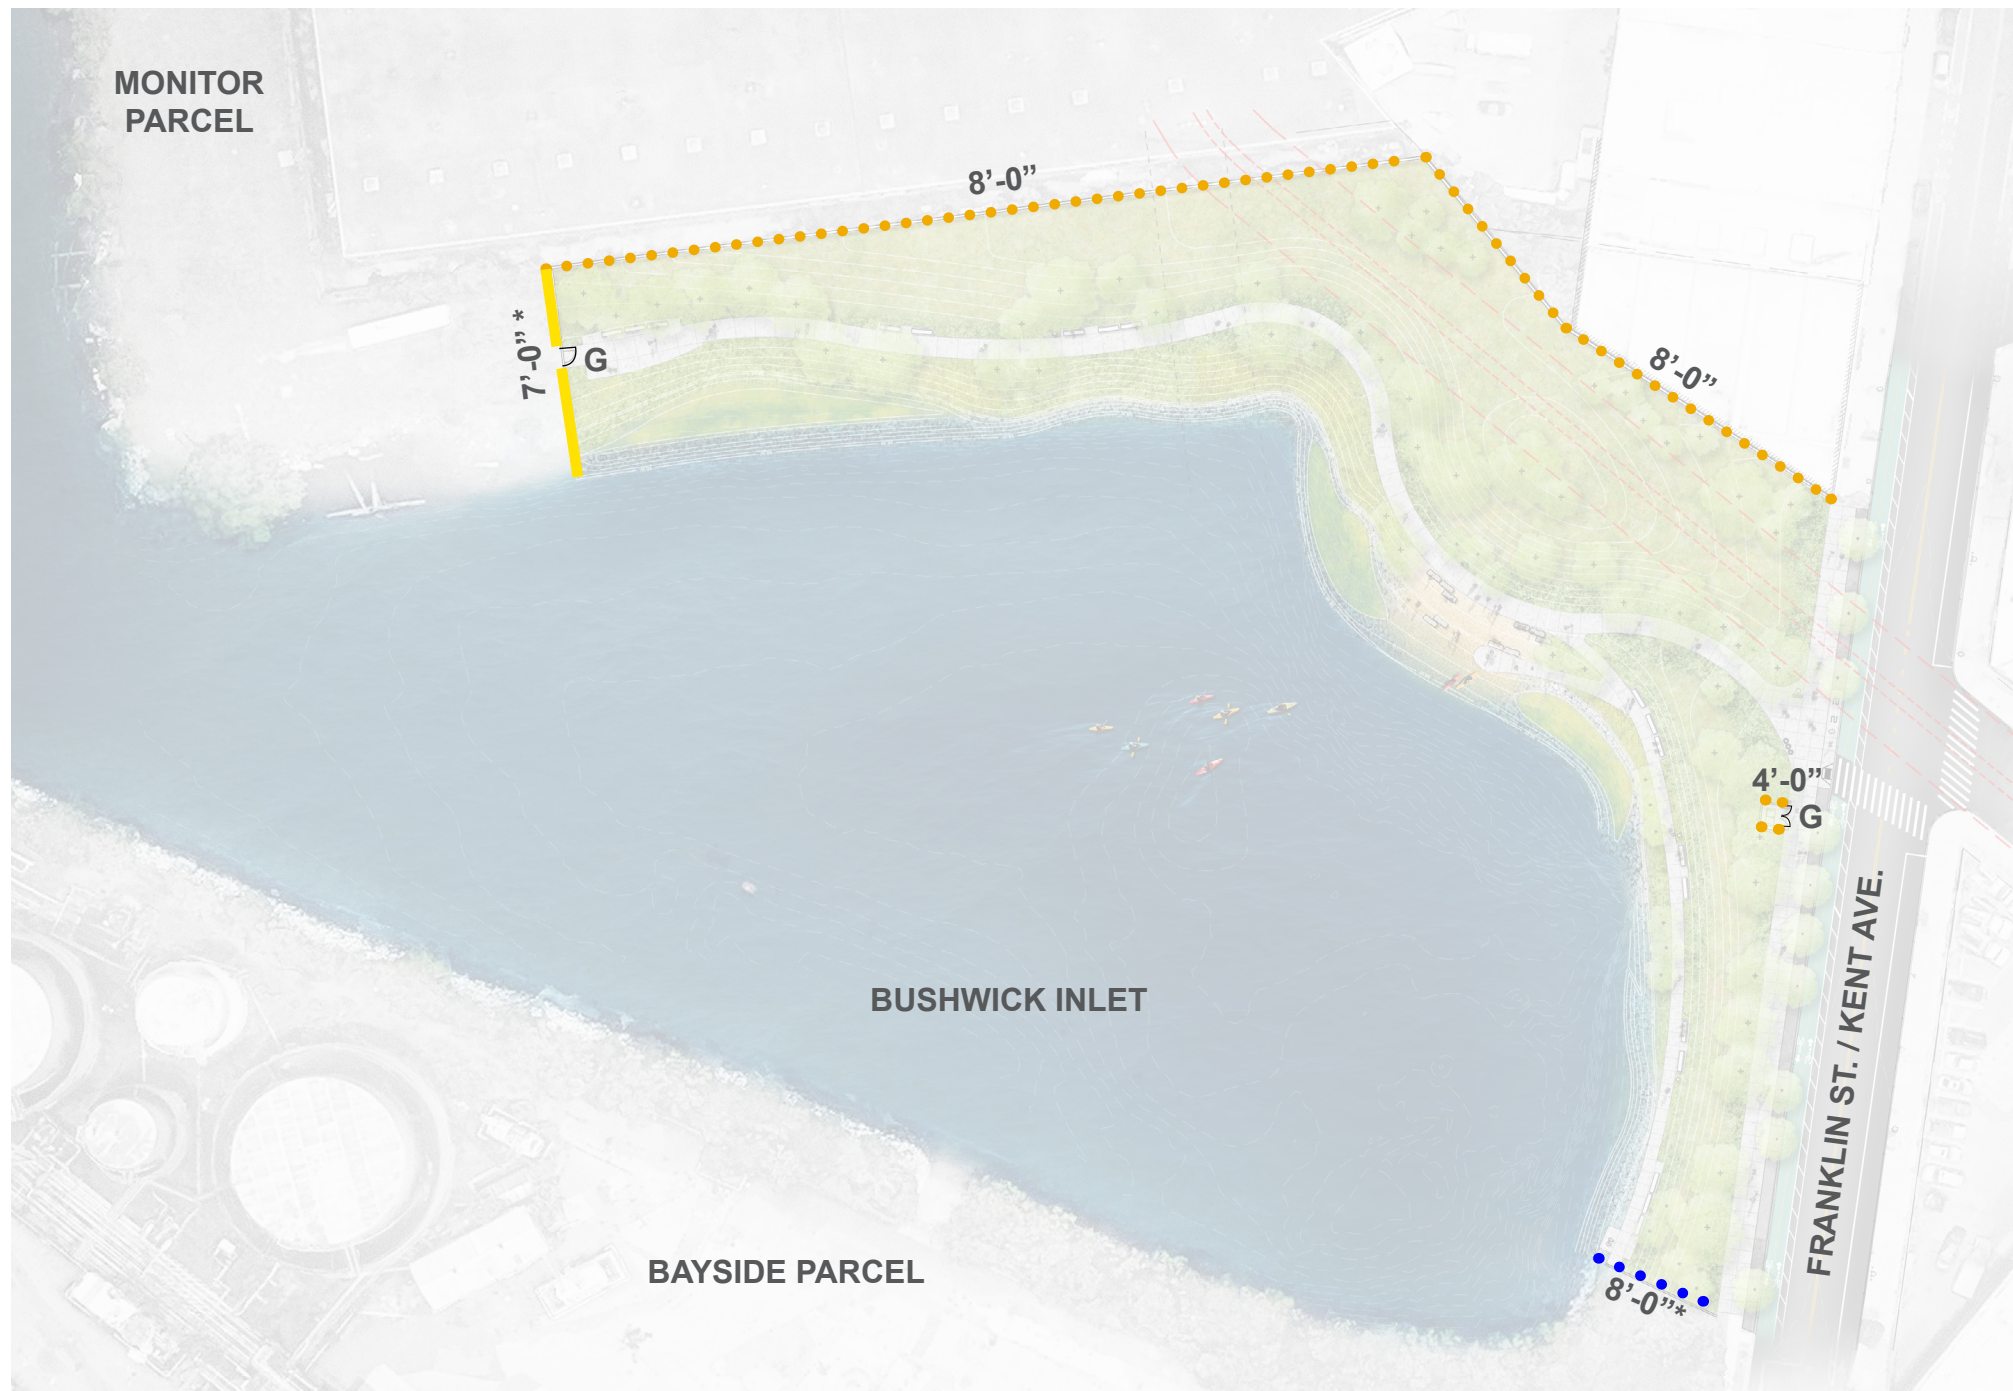 MONITOR
PARCEL
8’-0”
7’-0” *
G
8’-0”
4’-0”
G
FRANKLIN ST. / KENT AVE.
BUSHWICK INLET
BAYSIDE PARCEL
8’-0”*